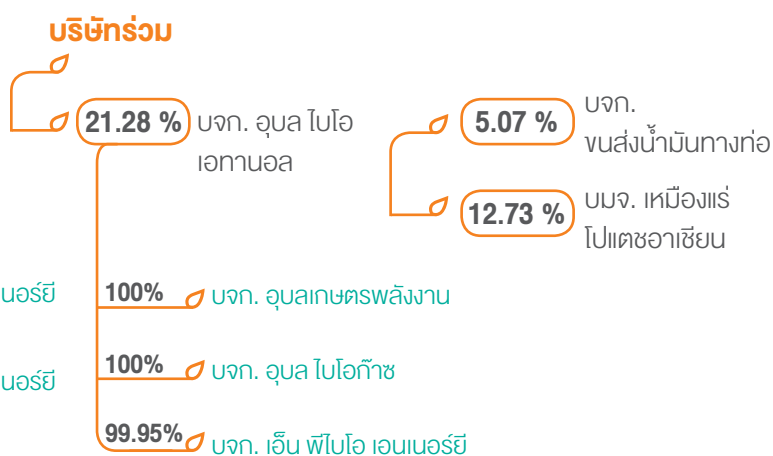 บริษัทร่วม
21.28 %
บจก. อุบล ไบโอ
เอทานอล
5.07 %
บจก.
ขนส่งน้ำมันทางท่อ
12.73 %
บมจ. เหมืองแร่
โปแตชอาเซียน
นอร์ยี
100%
บจก. อุบลเกษตรพลังงาน
นอร์ยี
100%
บจก. อุบล ไบโอก๊าซ
99.95%
บจก. เอ็น พีไบโอ เอนเนอร์ยี